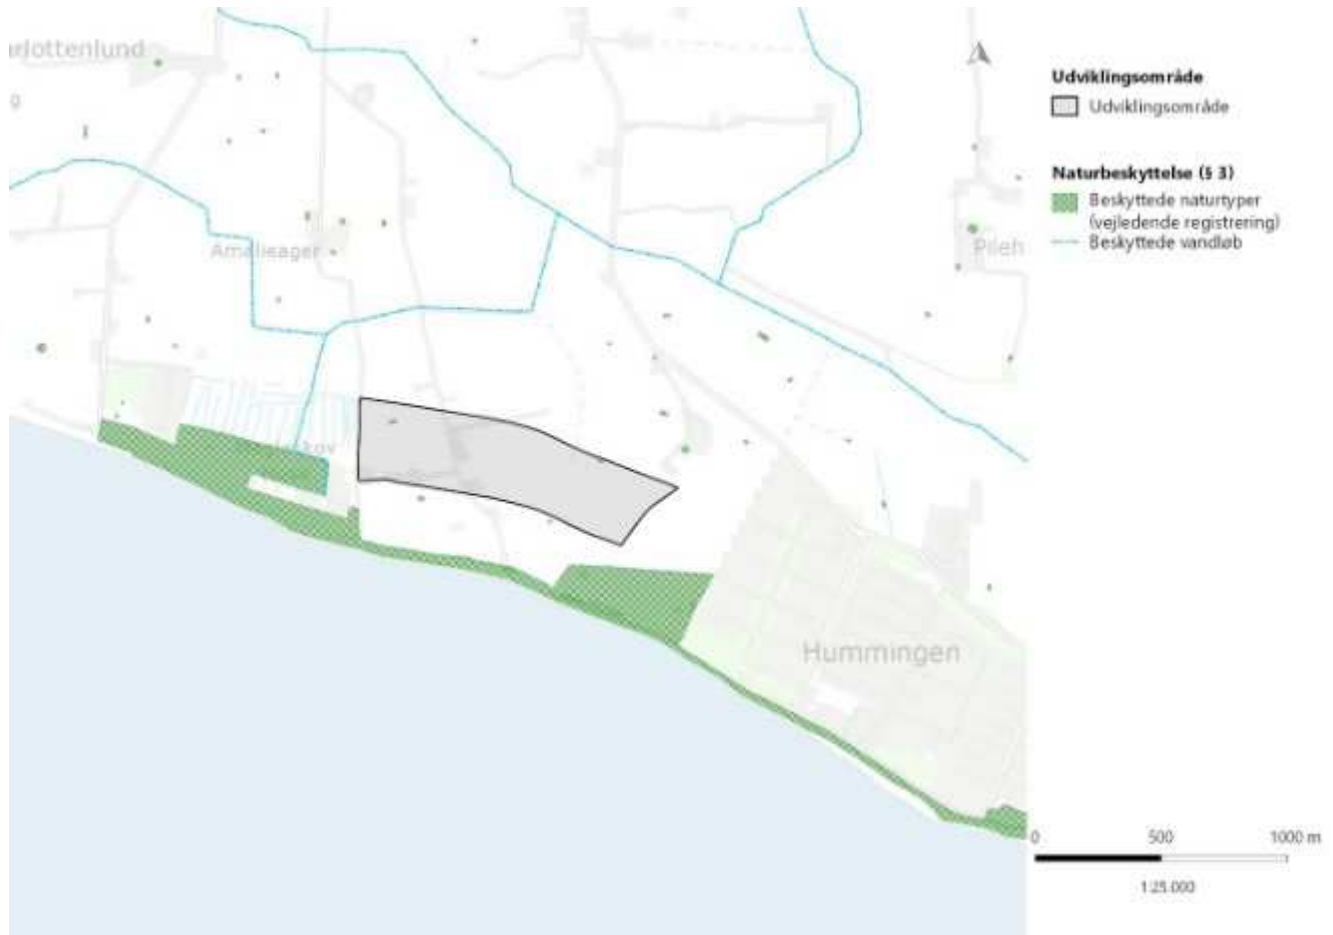 rlottenlund
g
Amalieager
Pileh
skov
Hummingen
Udviklingsområde
Udviklingsområde
Naturbeskyttelse (§ 3)
Beskyttede naturtyper
(vejledende registrering)
Beskyttede vandløb
0 500 1000 m
1:25.000